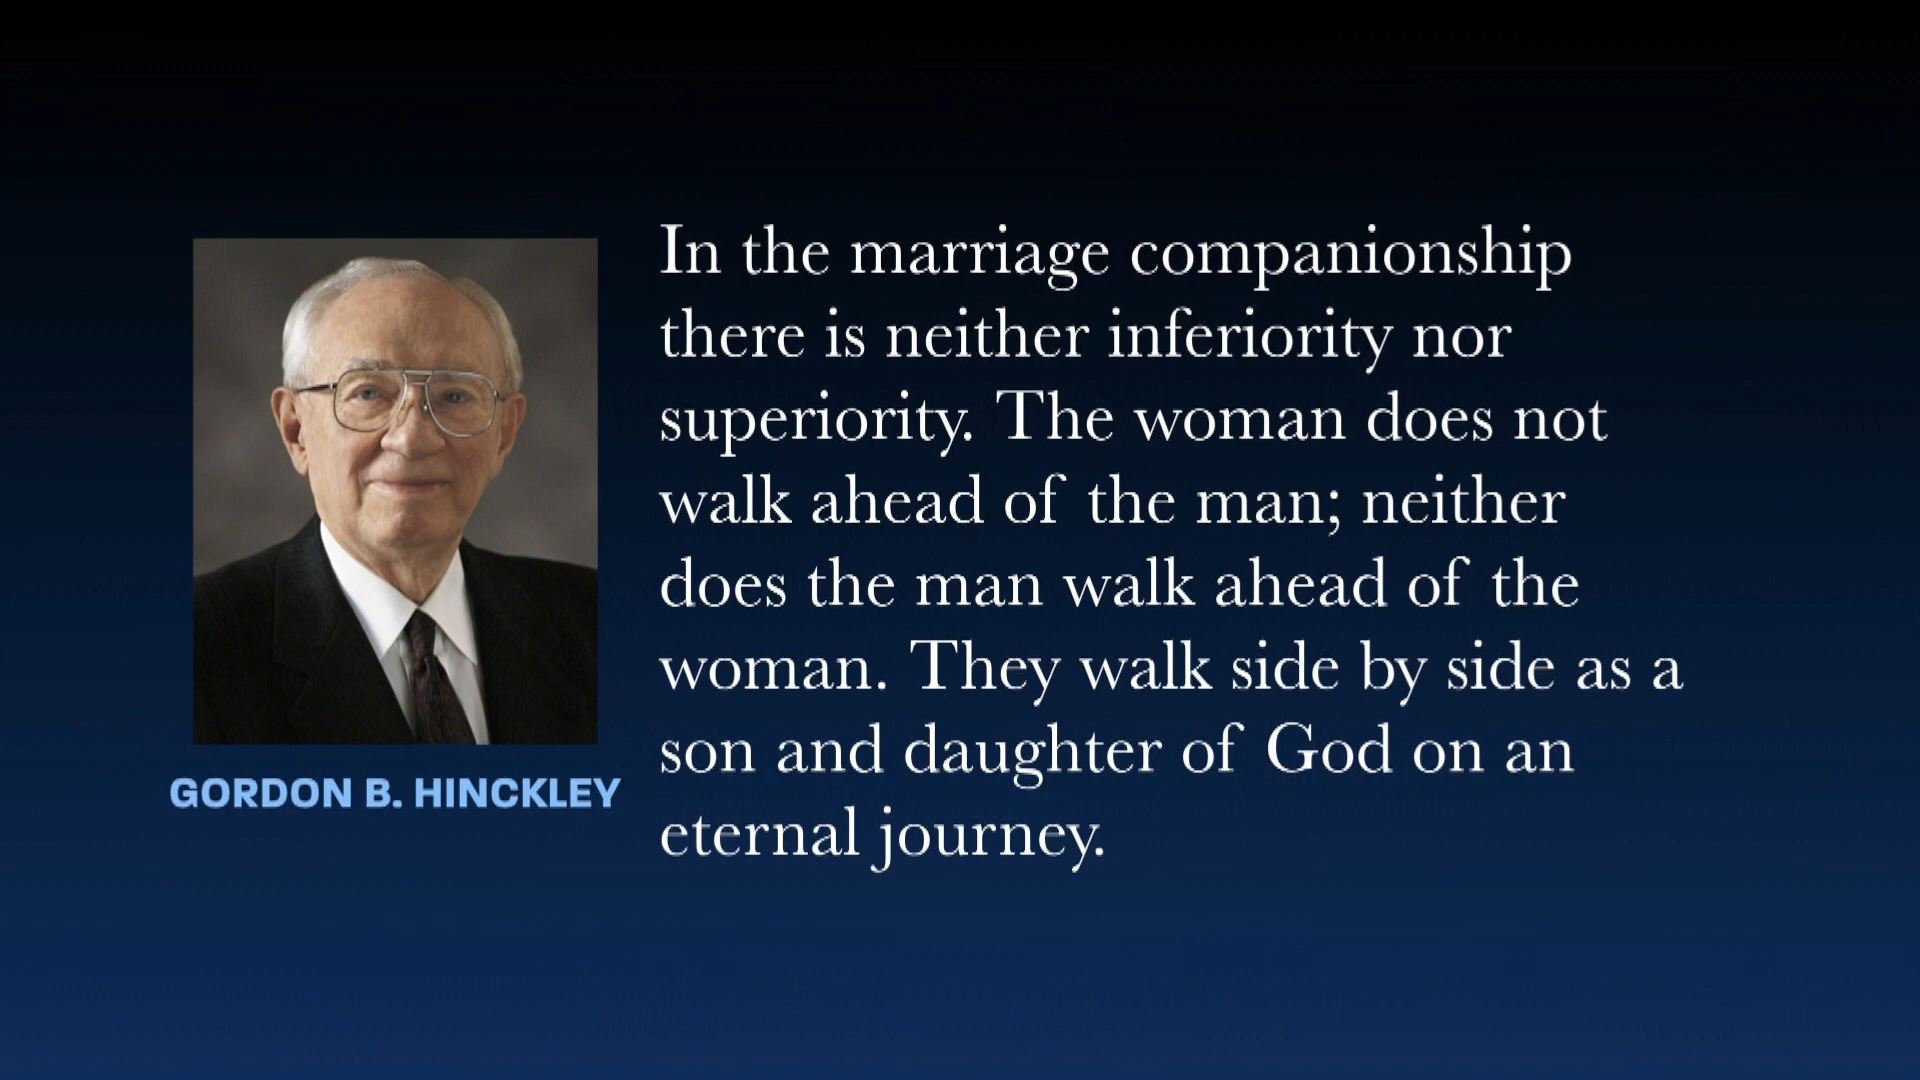 In the marriage companionship
there is neither inferiority nor
superiority. The woman does not
walk ahead of the man; neither
does the man walk ahead of the
woman. They walk side by side as a
son and daughter of God on an
eternal journey.
GORDON B. HINCKLEY